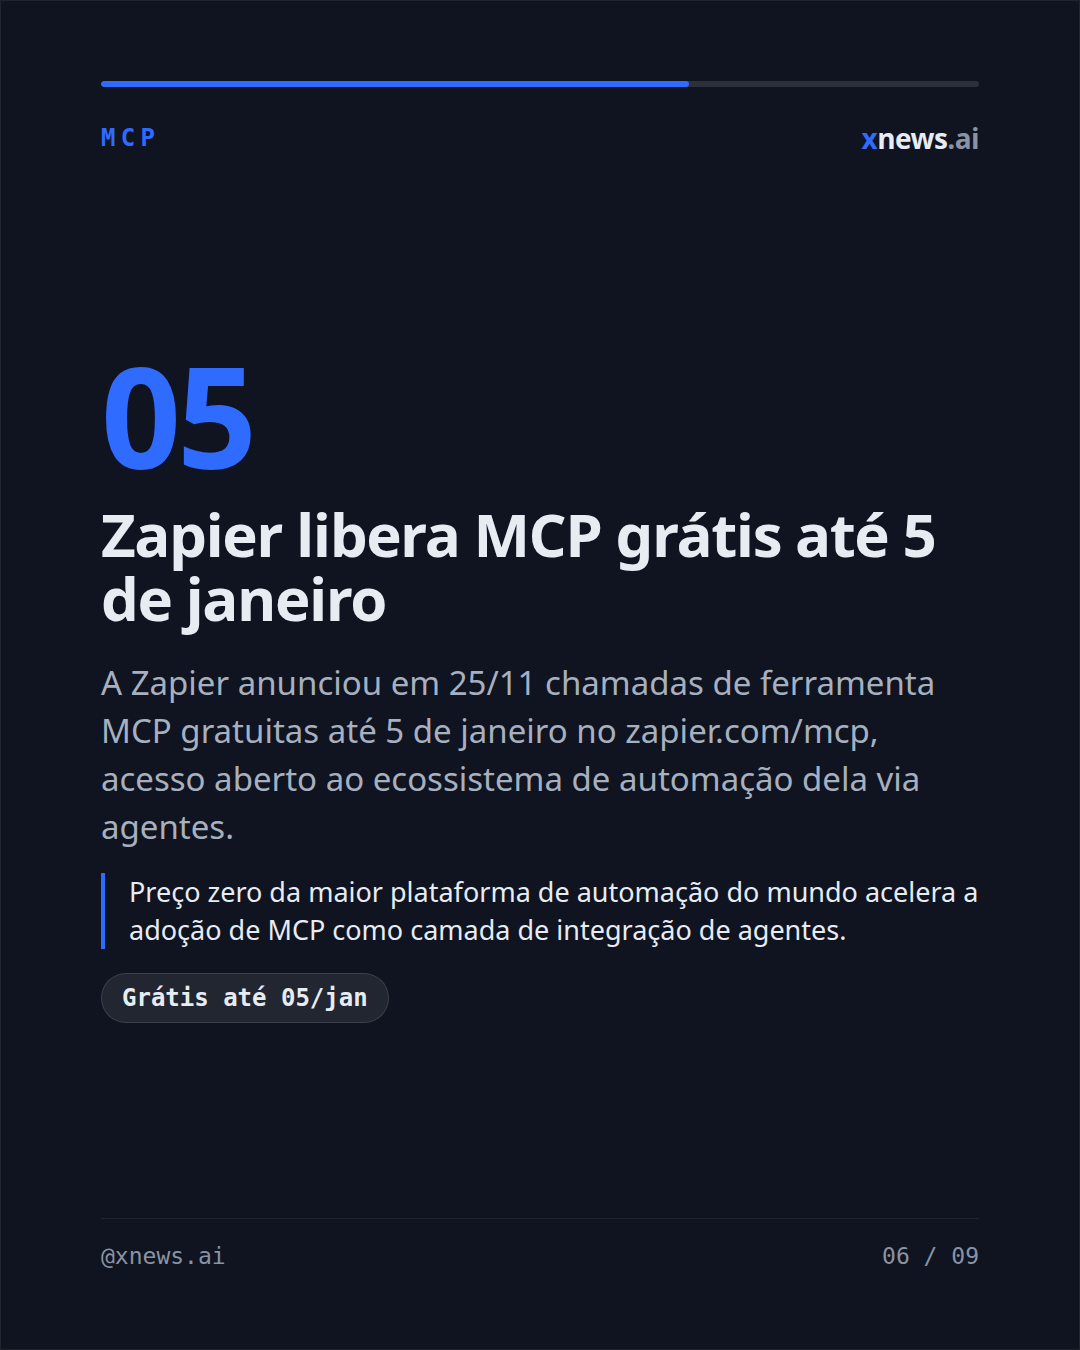 MCP
xnews.ai
05
Zapier libera MCP grátis até 5
de janeiro
A Zapier anunciou em 25/11 chamadas de ferramenta
MCP gratuitas até 5 de janeiro no zapier.com/mcp,
acesso aberto ao ecossistema de automação dela via
agentes.
Preço zero da maior plataforma de automação do mundo acelera a
adoção de MCP como camada de integração de agentes.
Grátis até 05/jan
@xnews.ai
06 / 09